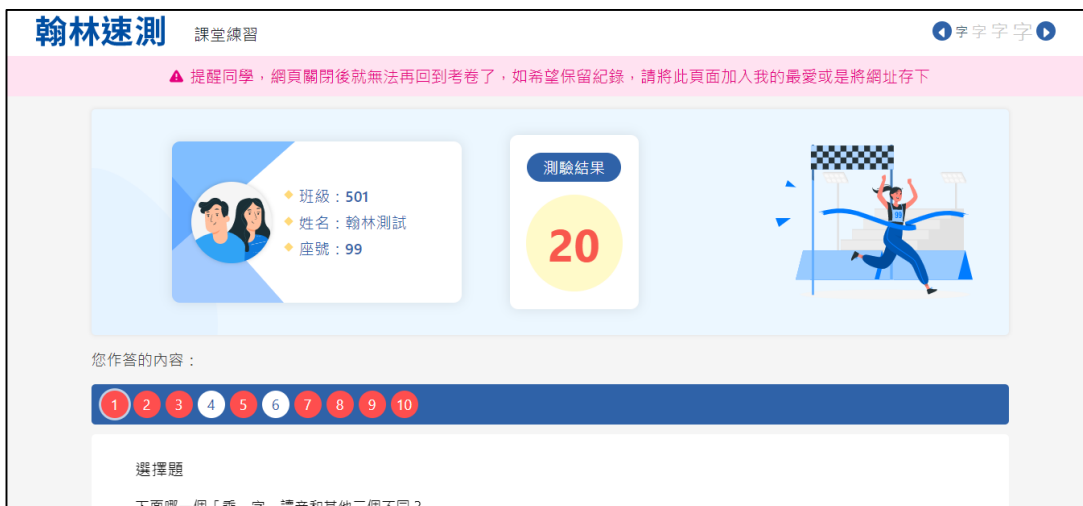 翰林速測 課堂練習 字字字字
提醒同學，網頁關閉後就無法再回到考卷了，如希望保留紀錄，請將此頁面加入我的最愛或是將網址存下
班級：501
姓名：翰林測試
座號：99
測驗結果
20
99
您作答的內容：
1 2 3 4 5 6 7 8 9 10
選擇題